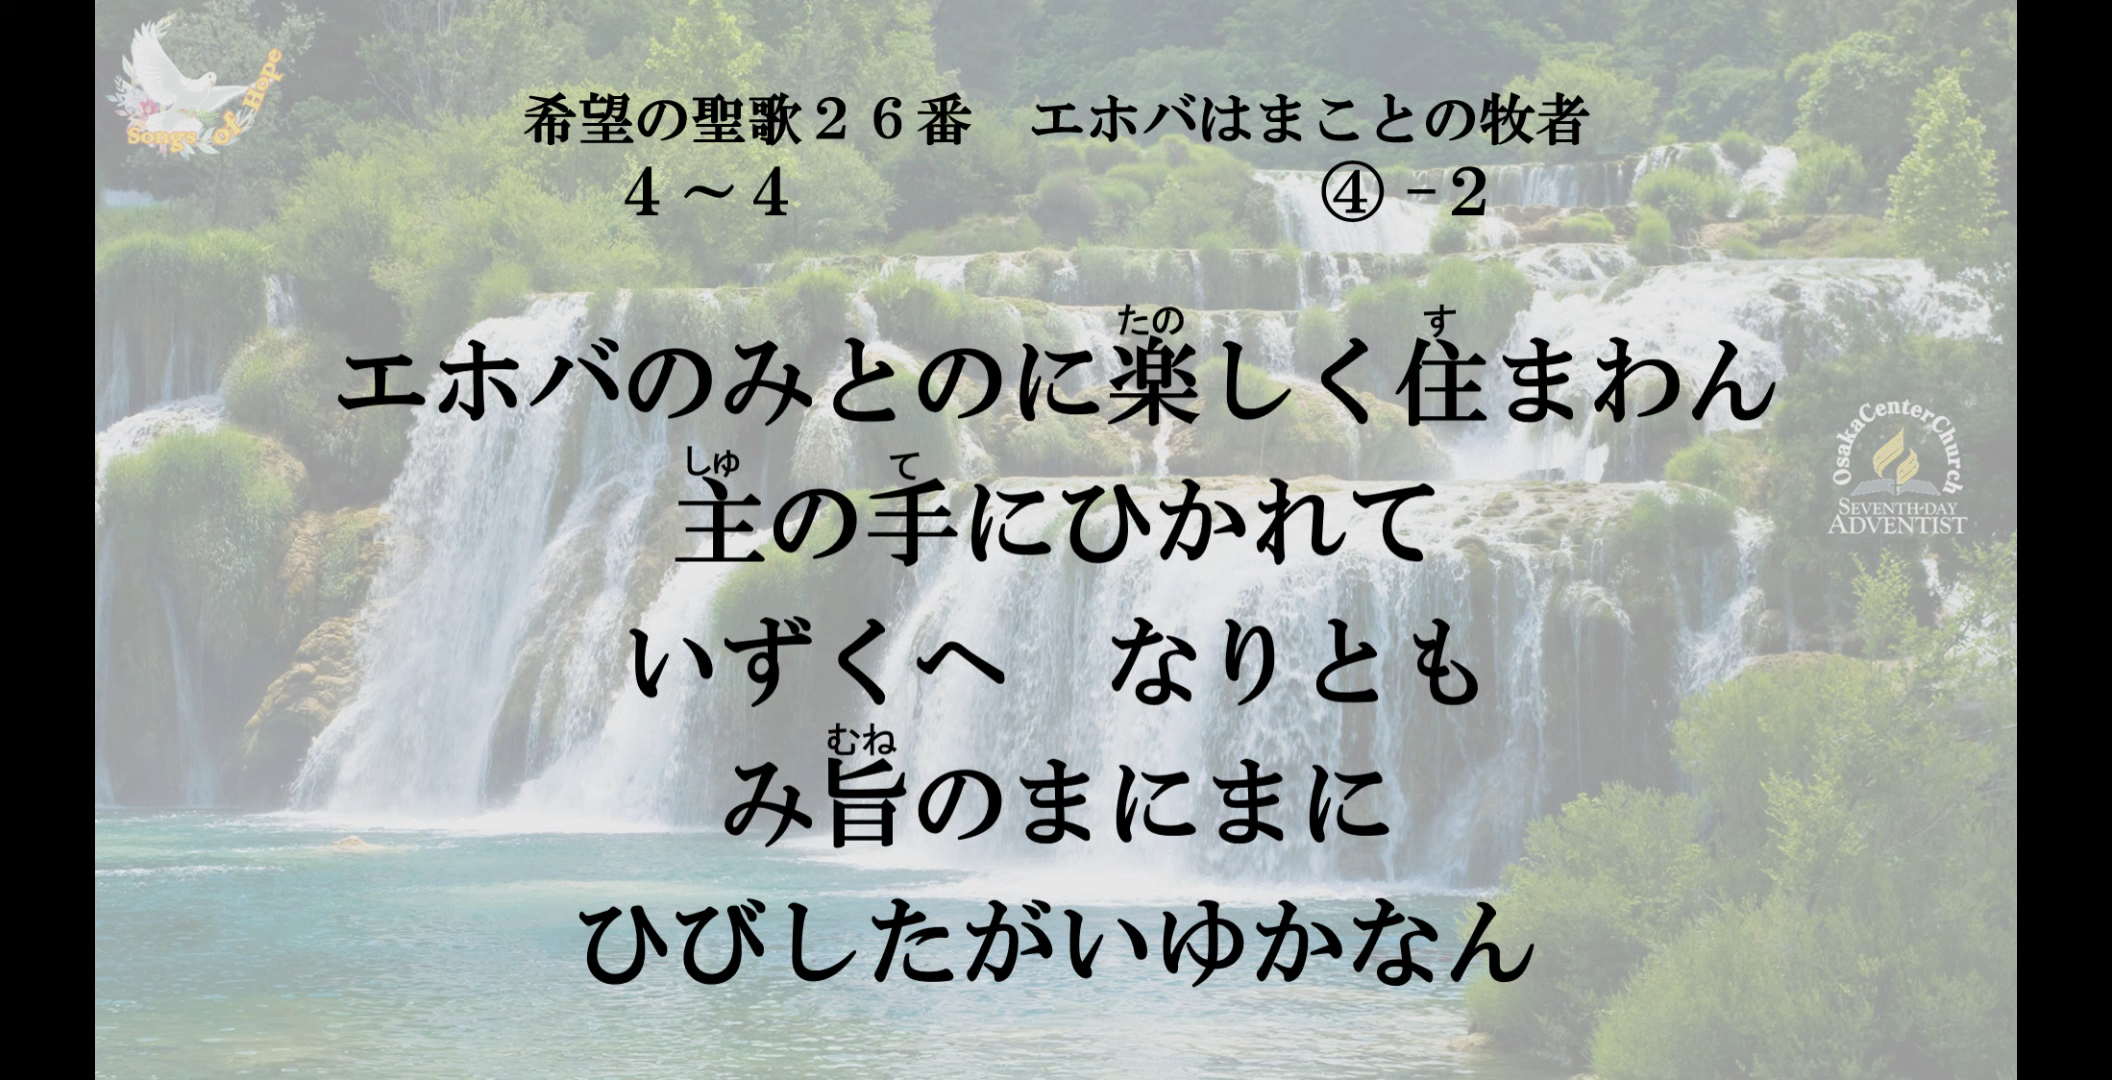 Songs of Hope
希望の聖歌２６番　エホバはまことの牧者
４～４　④-２
エホバのみとのに楽しく住まわん
たの
す
主の手にひかれて
しゅ
て
いずくへ　なりとも
み旨のまにまに
むね
ひびしたがいゆかなん
Osaka Center Church
SEVENTH-DAY
ADVENTIST